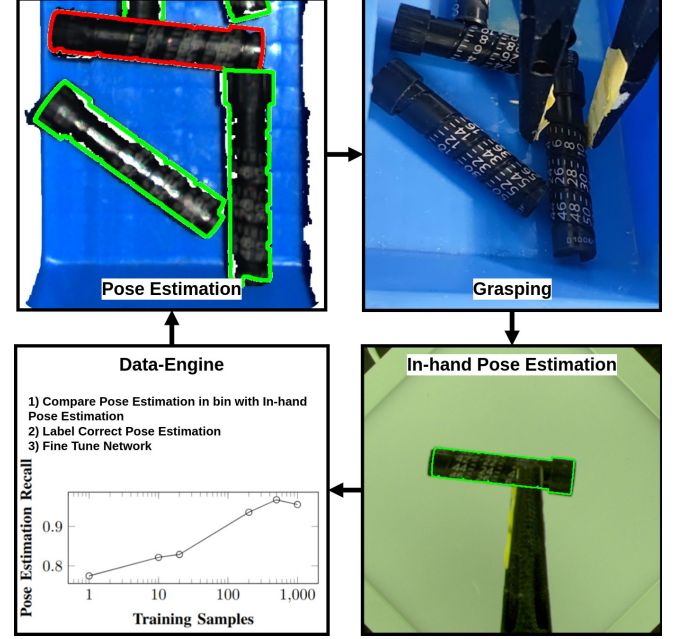 Pose Estimation
Grasping
Data-Engine
1) Compare Pose Estimation in bin with In-hand
Pose Estimation
2) Label Correct Pose Estimation
3) Fine Tune Network
Pose Estimation Recall
0.9
0.8
1
10
100
1,000
Training Samples
In-hand Pose Estimation